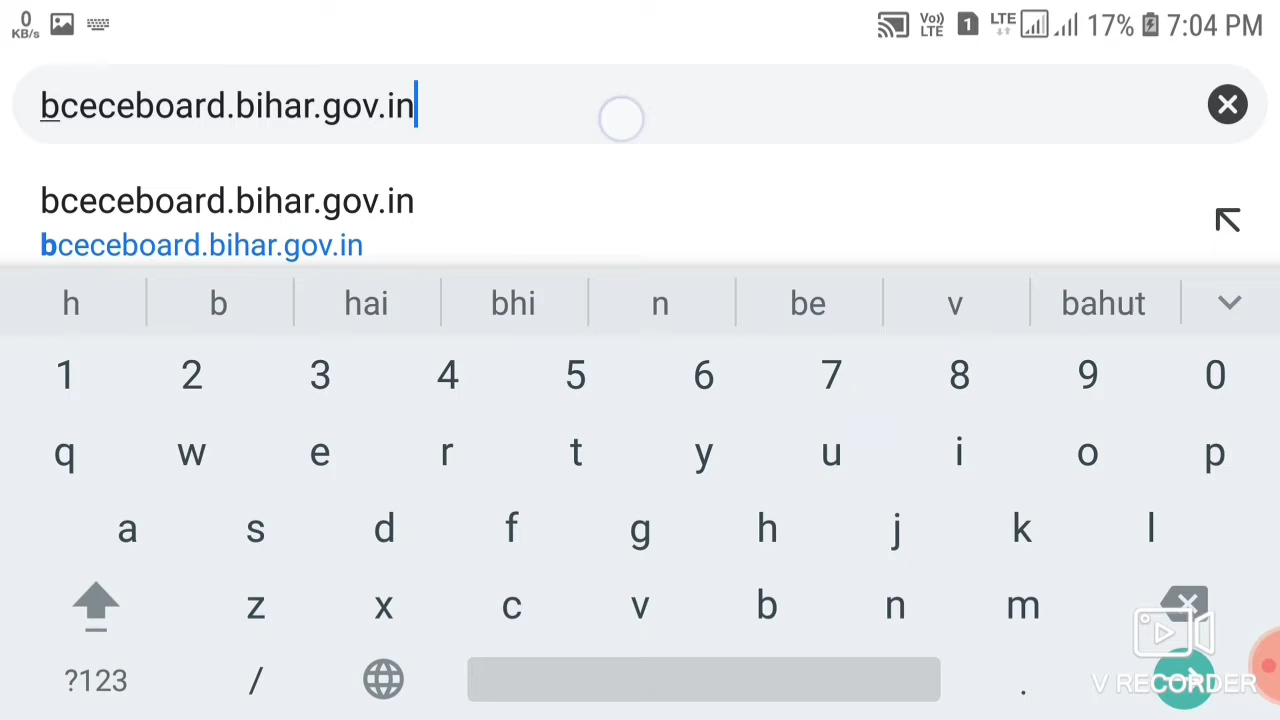 0
KB/s
Vo))
LTE
1
LTE
17%
7:04 PM
bceceboard.bihar.gov.in
bceceboard.bihar.gov.in
bceceboard.bihar.gov.in
h b hai bhi n be v bahut
1 2 3 4 5 6 7 8 9 0
q w e r t y u i o p
a s d f g h j k l
z x c v b n m
?123 / .
V RECORDER